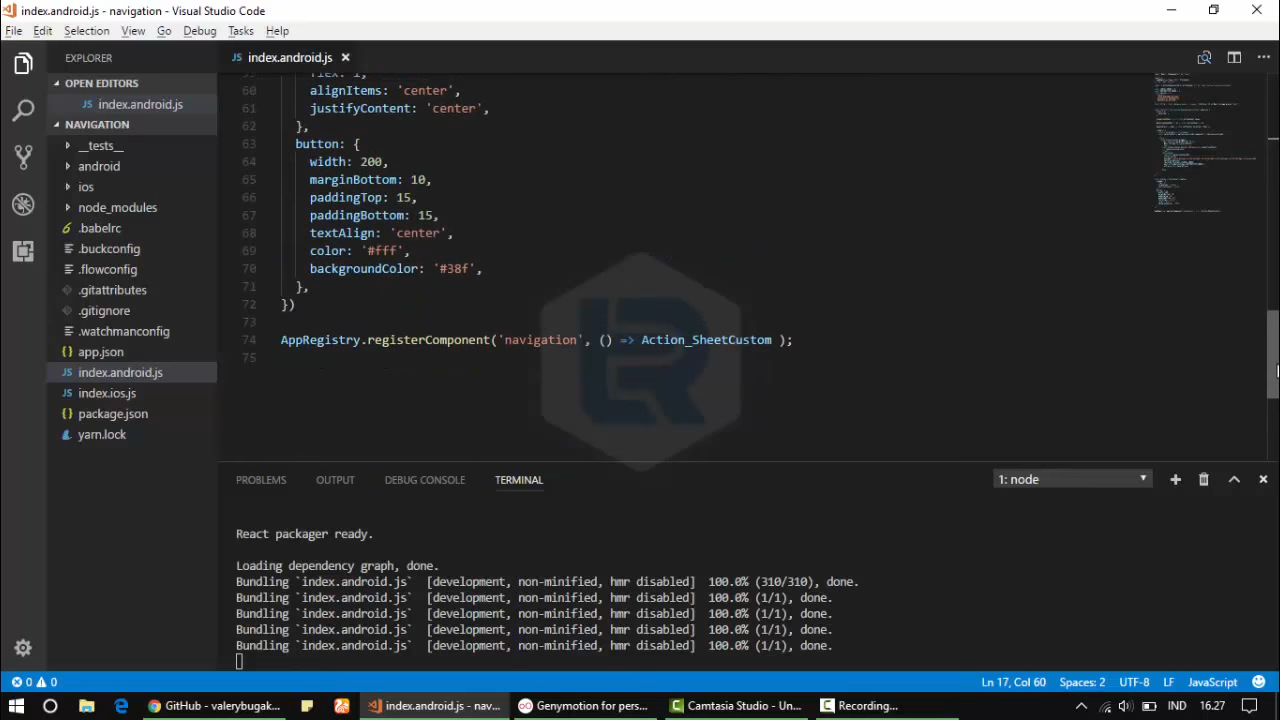 index.android.js - navigation - Visual Studio Code
File Edit Selection View Go Debug Tasks Help
EXPLORER
OPEN EDITORS
JS index.android.js
NAVIGATION
__tests__
android
ios
node_modules
.babelrc
.buckconfig
.flowconfig
.gitattributes
.gitignore
.watchmanconfig
{} app.json
JS index.android.js
JS index.ios.js
{} package.json
yarn.lock
JS index.android.js
59 flex: 1,
60 alignItems: 'center',
61 justifyContent: 'center',
62 },
63 button: {
64 width: 200,
65 marginBottom: 10,
66 paddingTop: 15,
67 paddingBottom: 15,
68 textAlign: 'center',
69 color: '#fff',
70 backgroundColor: '#38f',
71 },
72 })
73
74 AppRegistry.registerComponent('navigation', () => Action_SheetCustom );
75
LR
PROBLEMS OUTPUT DEBUG CONSOLE TERMINAL 1: node
React packager ready.
Loading dependency graph, done.
Bundling `index.android.js` [development, non-minified, hmr disabled] 100.0% (310/310), done.
Bundling `index.android.js` [development, non-minified, hmr disabled] 100.0% (1/1), done.
Bundling `index.android.js` [development, non-minified, hmr disabled] 100.0% (1/1), done.
Bundling `index.android.js` [development, non-minified, hmr disabled] 100.0% (1/1), done.
Bundling `index.android.js` [development, non-minified, hmr disabled] 100.0% (1/1), done.
0 0 Ln 17, Col 60 Spaces: 2 UTF-8 LF JavaScript
GitHub - valerybugak... index.android.js - nav... Genymotion for pers... Camtasia Studio - Un... Recording... IND 16.27